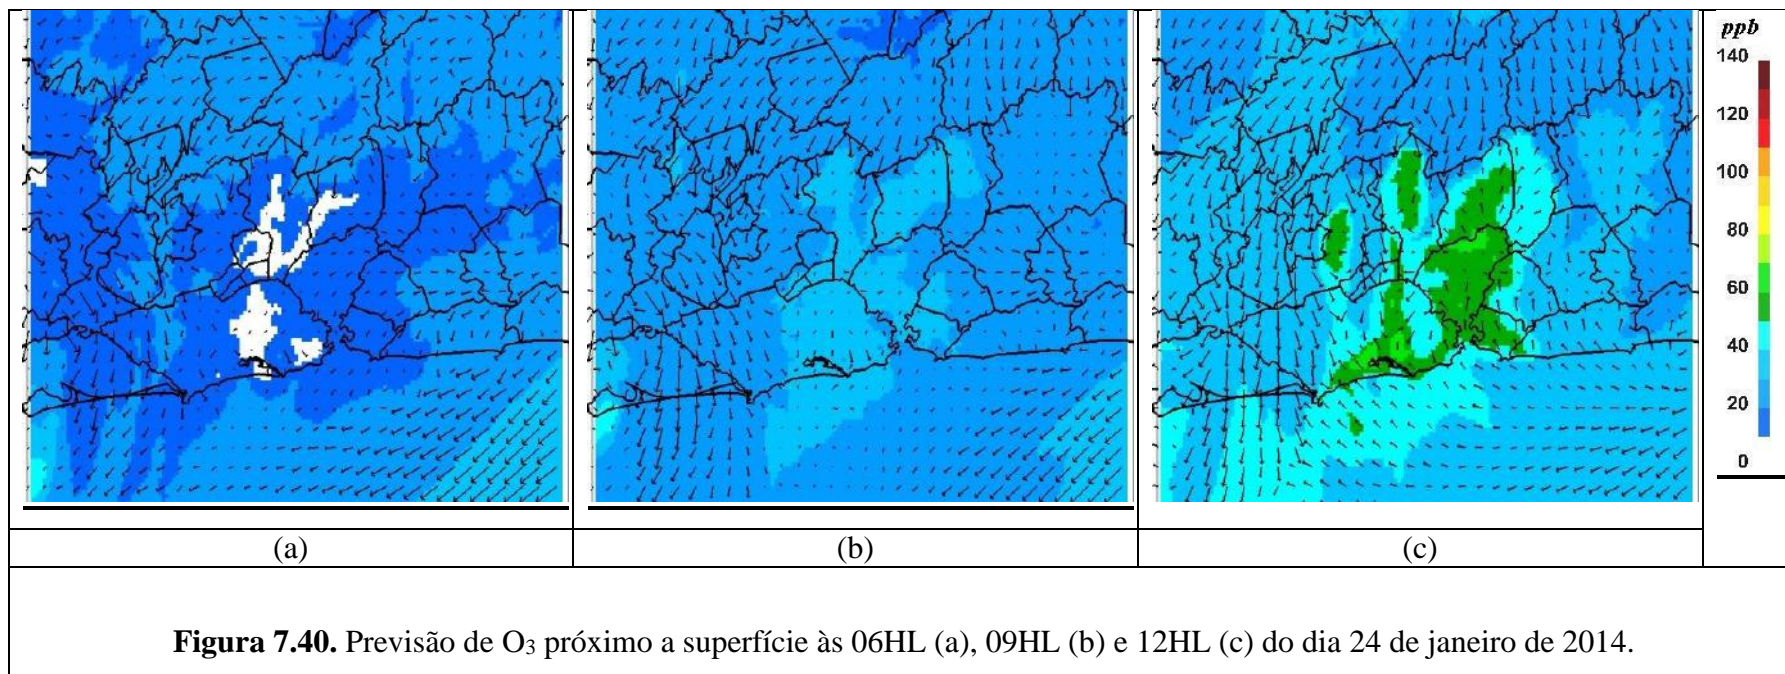 ppb
140
120
100
80
60
40
20
0
(a)
(b)
(c)
Figura 7.40. Previsão de O₃ próximo a superfície às 06HL (a), 09HL (b) e 12HL (c) do dia 24 de janeiro de 2014.